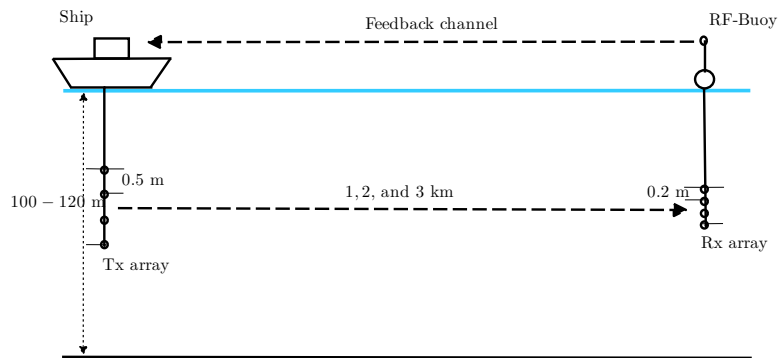 Ship
RF-Buoy
Feedback channel
0.5 m
1, 2, and 3 km
0.2 m
100 − 120 m
Tx array
Rx array